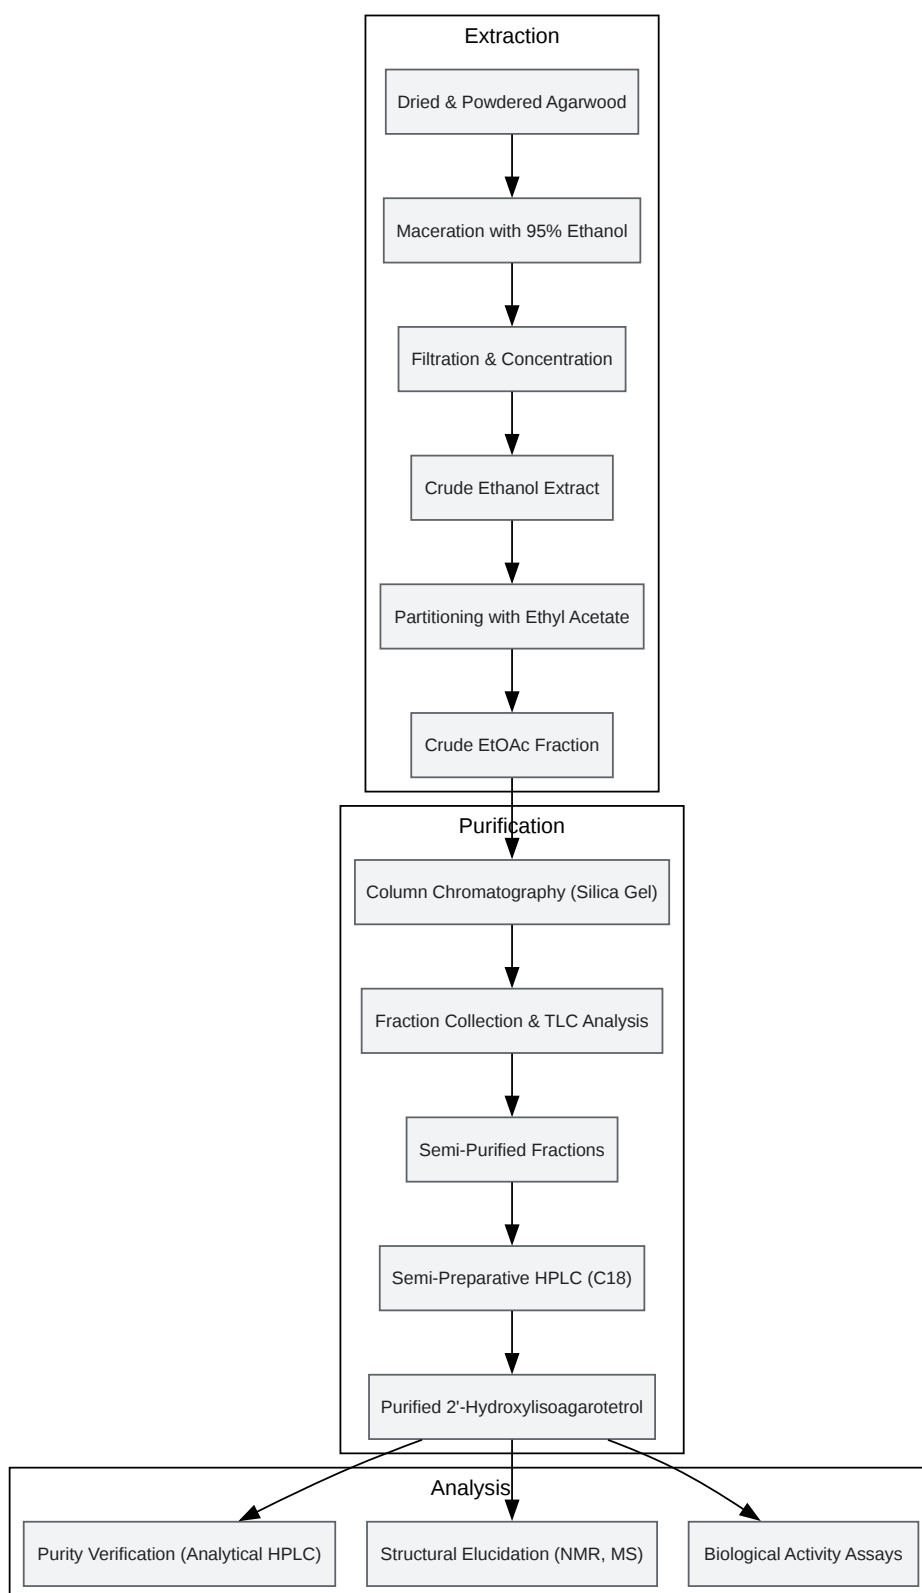 Extraction
Dried & Powdered Agarwood
Maceration with 95% Ethanol
Filtration & Concentration
Crude Ethanol Extract
Partitioning with Ethyl Acetate
Crude EtOAc Fraction
Purification
Column Chromatography (Silica Gel)
Fraction Collection & TLC Analysis
Semi-Purified Fractions
Semi-Preparative HPLC (C18)
Purified 2'-Hydroxylisoagarotetrol
Analysis
Purity Verification (Analytical HPLC)
Structural Elucidation (NMR, MS)
Biological Activity Assays